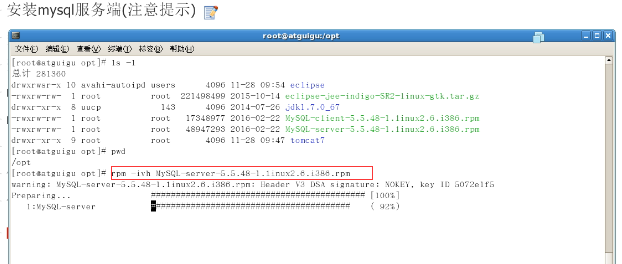 安装mysql服务端(注意提示)
root@atguigu:/opt
文件(F) 编辑(E) 查看(V) 终端(T) 标签(B) 帮助(H)
[root@atguigu opt]# ls -l
总计 281360
drwxrwxr-x 10 avahi-autoipd users 4096 11-28 09:54 eclipse
-rwxrw-rw- 1 root root 221498499 2015-10-14 eclipse-jee-indigo-SR2-linux-gtk.tar.gz
drwxr-xr-x 8 uucp 143 4096 2014-07-26 jdk1.7.0_67
-rwxrw-rw- 1 root root 17348977 2016-02-22 MySQL-client-5.5.48-1.linux2.6.i386.rpm
-rwxrw-rw- 1 root root 48947293 2016-02-22 MySQL-server-5.5.48-1.linux2.6.i386.rpm
drwxr-xr-x 9 root root 4096 11-28 09:47 tomcat7
[root@atguigu opt]# pwd
/opt
[root@atguigu opt]# rpm -ivh MySQL-server-5.5.48-1.linux2.6.i386.rpm
warning: MySQL-server-5.5.48-1.linux2.6.i386.rpm: Header V3 DSA signature: NOKEY, key ID 5072e1f5
Preparing... ########################################### [100%]
1:MySQL-server ######################################## ( 92%)